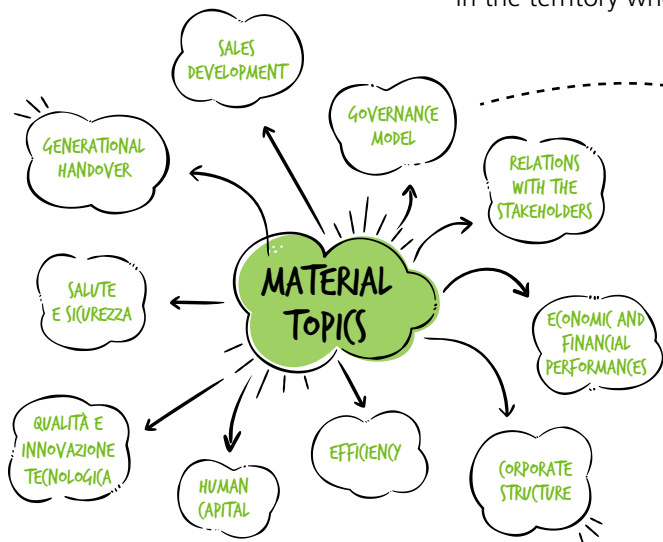 in the territory
SALES
DEVELOPMENT
GOVERNANCE
MODEL
GENERATIONAL
HANDOVER
RELATIONS
WITH THE
STAKEHOLDERS
MATERIAL
TOPICS
SALUTE
E SICUREZZA
ECONOMIC AND
FINANCIAL
PERFORMANCES
QUALITÀ E
INNOVAZIONE
TECNOLOGICA
HUMAN
CAPITAL
EFFICIENCY
CORPORATE
STRUCTURE